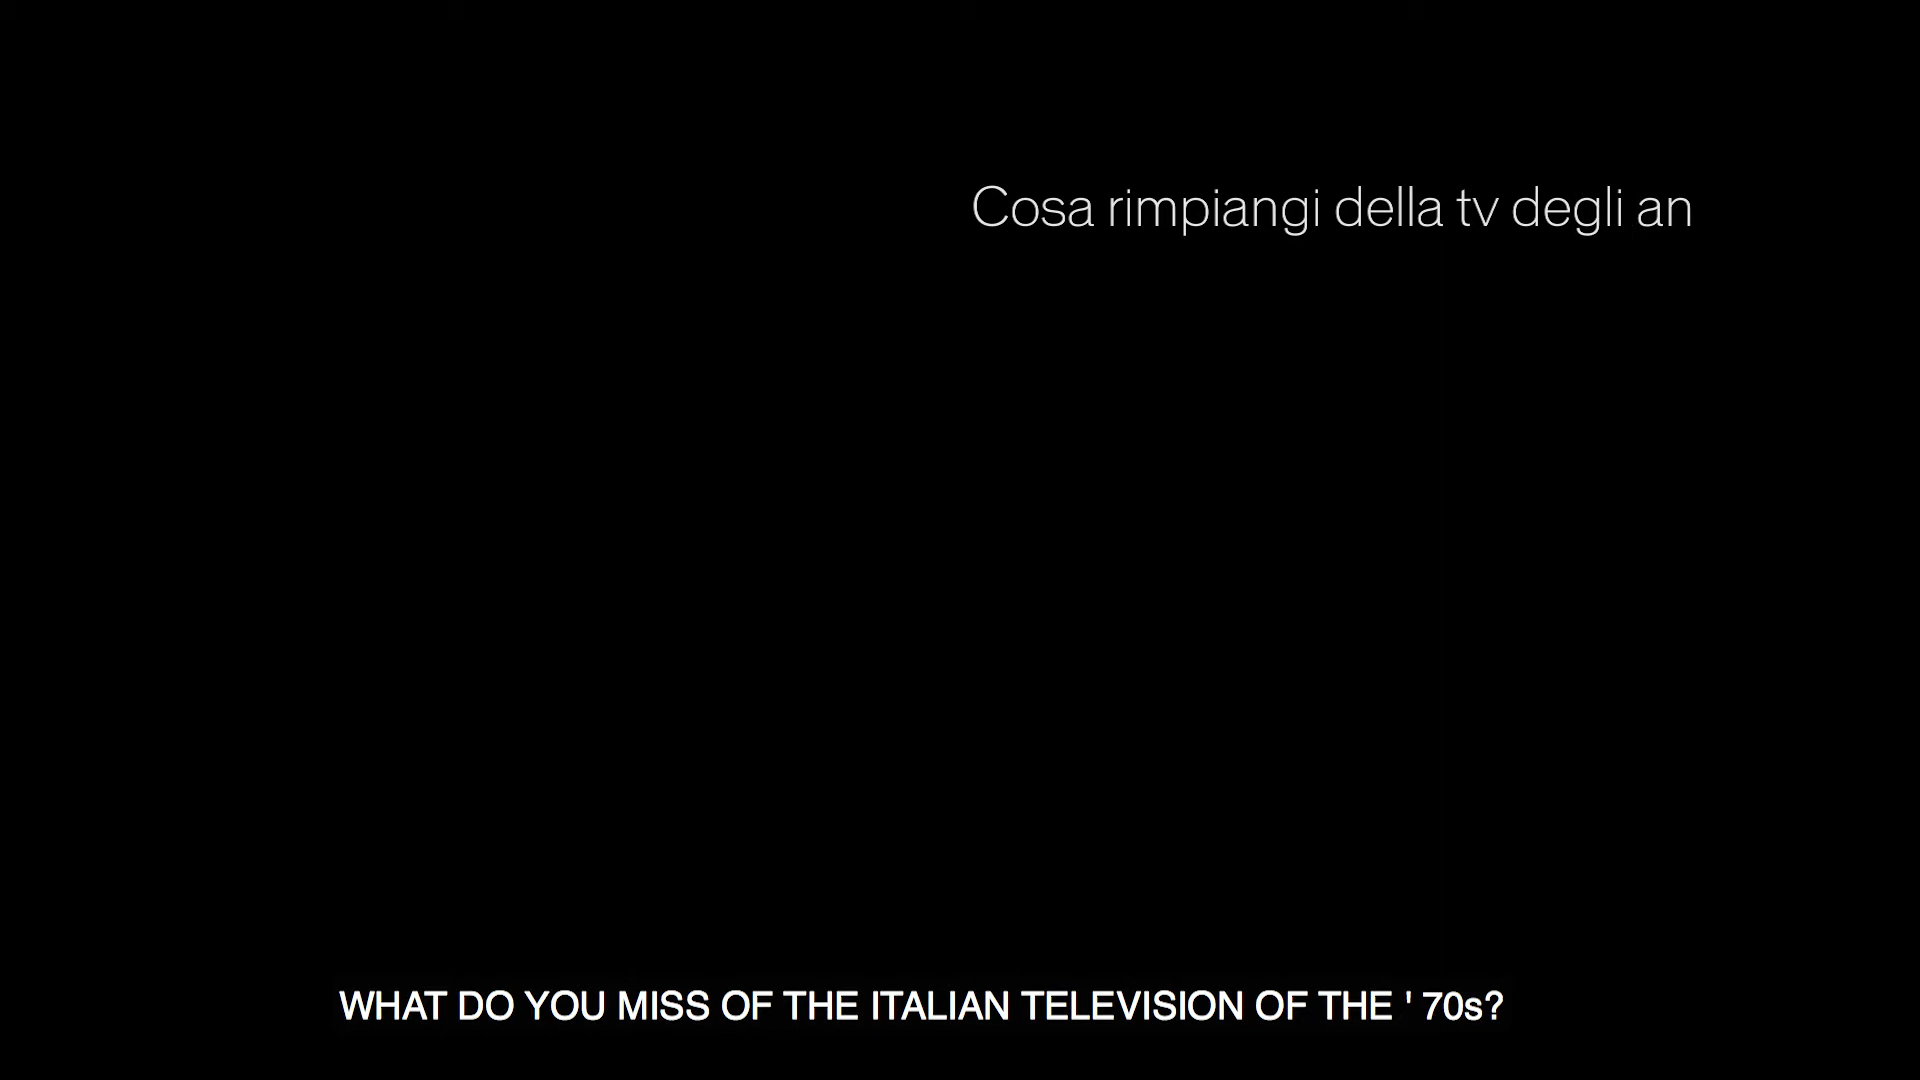 Cosa rimpiangi della tv degli an
WHAT DO YOU MISS OF THE ITALIAN TELEVISION OF THE ' 70s?